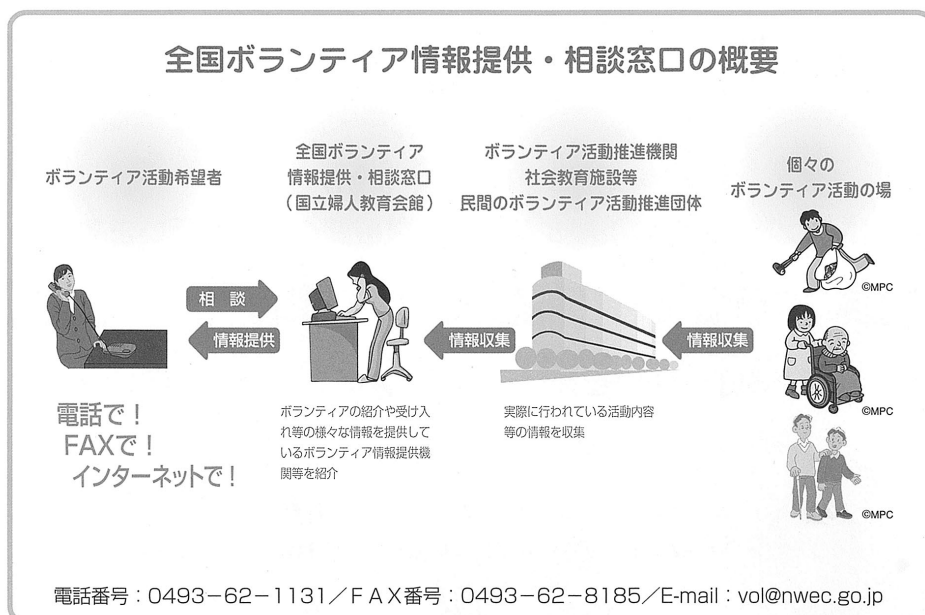 全国ボランティア情報提供・相談窓口の概要
ボランティア活動希望者
全国ボランティア
情報提供・相談窓口
（国立婦人教育会館）
ボランティア活動推進機関
社会教育施設等
民間のボランティア活動推進団体
個々の
ボランティア活動の場
©MPC
相 談
情報提供
情報収集
情報収集
©MPC
電話で！
FAXで！
インターネットで！
ボランティアの紹介や受け入
れ等の様々な情報を提供して
いるボランティア情報提供機
関等を紹介
実際に行われている活動内容
等の情報を収集
©MPC
電話番号：0493－62－1131／ＦＡＸ番号：0493－62－8185／E-mail：vol@nwec.go.jp